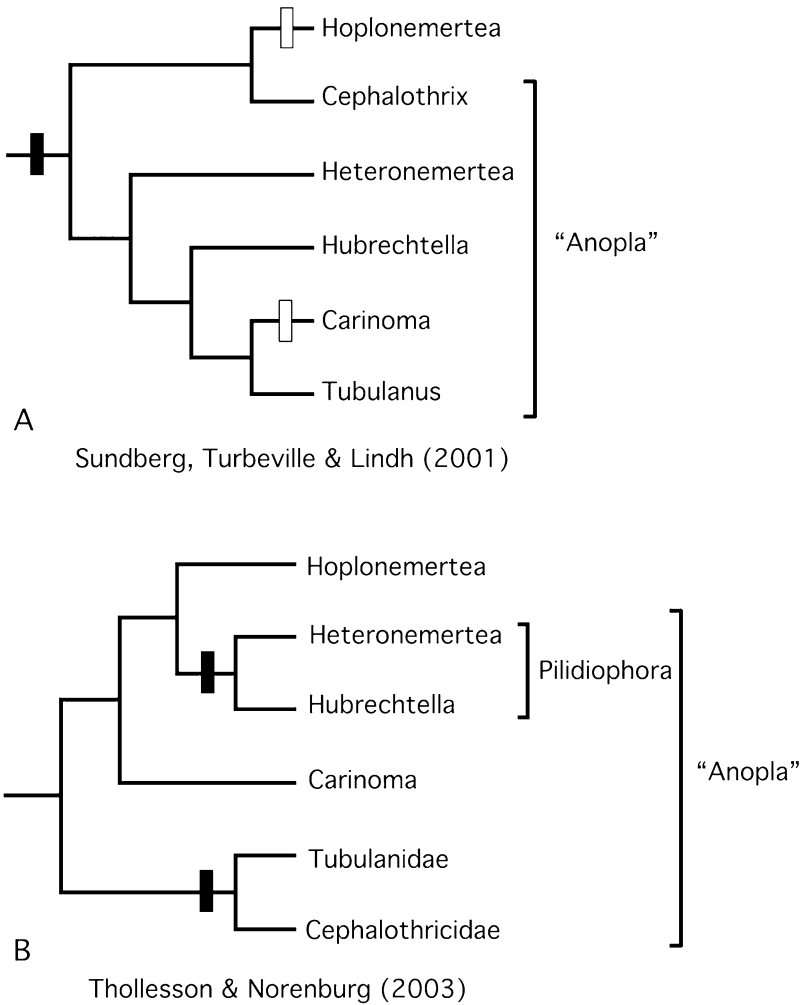 Hoplonemertea
Cephalothrix
Heteronemertea
Hubrechtella
“Anopla”
Carinoma
Tubulanus
A
Sundberg, Turbeville & Lindh (2001)
Hoplonemertea
Heteronemertea
Pilidiophora
Hubrechtella
“Anopla”
Carinoma
Tubulanidae
Cephalothricidae
B
Thollesson & Norenburg (2003)